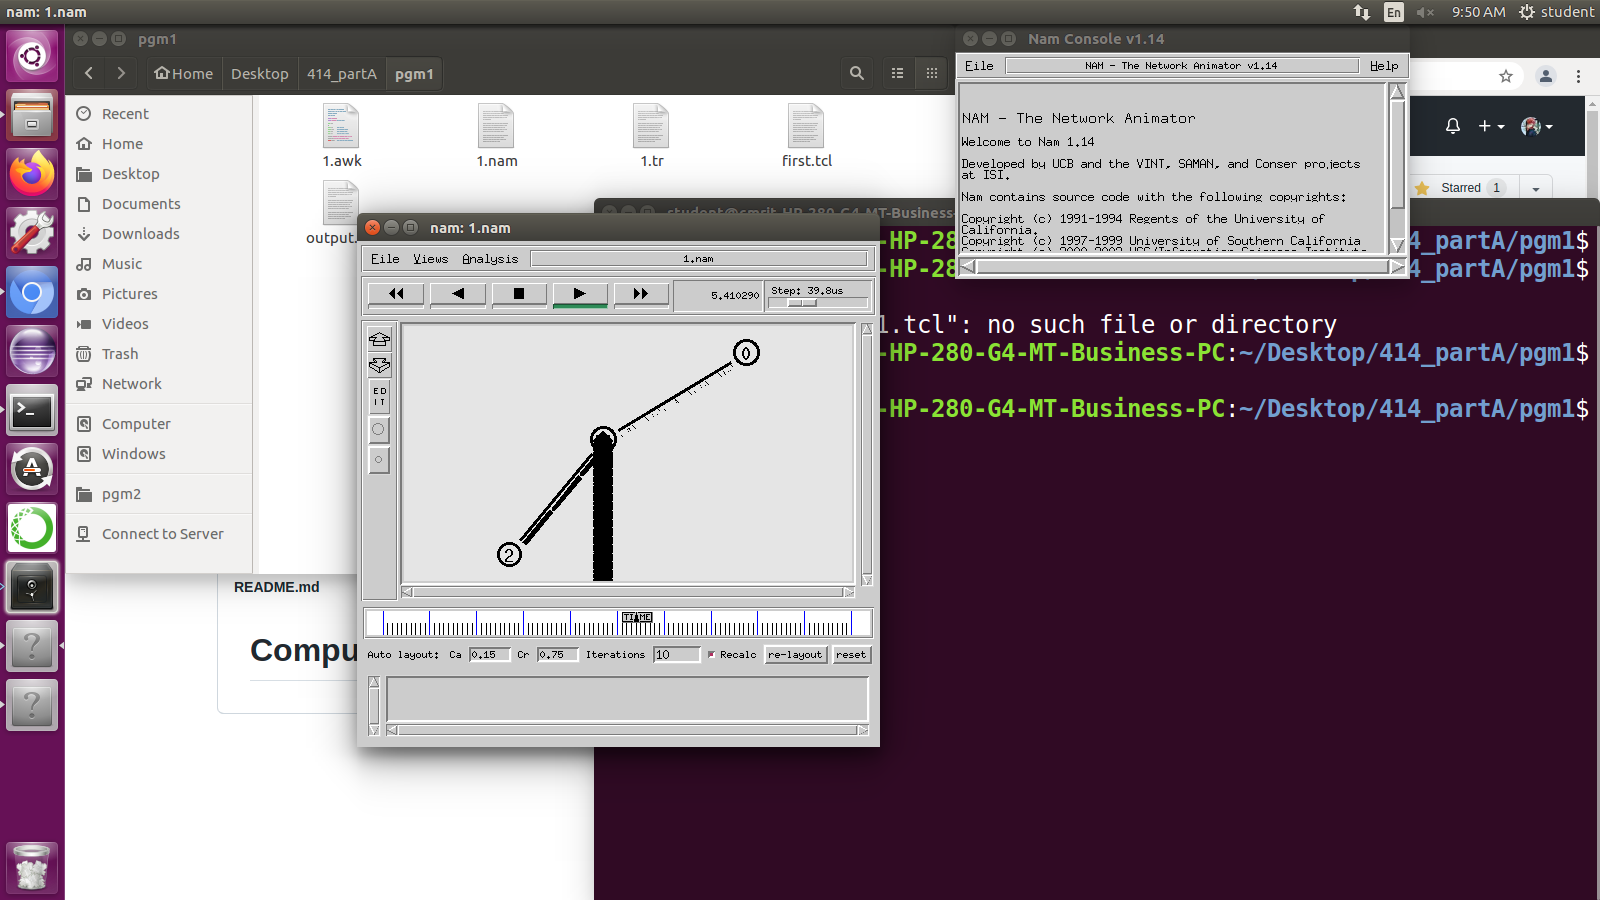 nam: 1.nam
En
9:50 AM
student
pgm1
Home
Desktop
414_partA
pgm1
Recent
Home
Desktop
Documents
Downloads
Music
Pictures
Videos
Trash
Network
Computer
Windows
pgm2
Connect to Server
1.awk
1.nam
1.tr
first.tcl
output.
Nam Console v1.14
File
NAM - The Network Animator v1.14
Help
NAM - The Network Animator
Welcome to Nam 1.14
Developed by UCB and the VINT, SAMAN, and Conser projects
at ISI.
Nam contains source code with the following copyrights:
Copyright (c) 1991-1994 Regents of the University of
California.
Copyright (c) 1997-1999 University of Southern California
Starred 1
student@cmrit-HP-280-G4-MT-Business-
-HP-280-G4-MT-Business-PC:~/Desktop/414_partA/pgm1$
1.tcl": no such file or directory
-HP-280-G4-MT-Business-PC:~/Desktop/414_partA/pgm1$
-HP-280-G4-MT-Business-PC:~/Desktop/414_partA/pgm1$
nam: 1.nam
File Views Analysis
1.nam
5.410290
Step: 39.8us
ED
IT
0
2
TIME
Auto layout: Ca 0.15 Cr 0.75 Iterations 10 Recalc re-layout reset
README.md
Compu